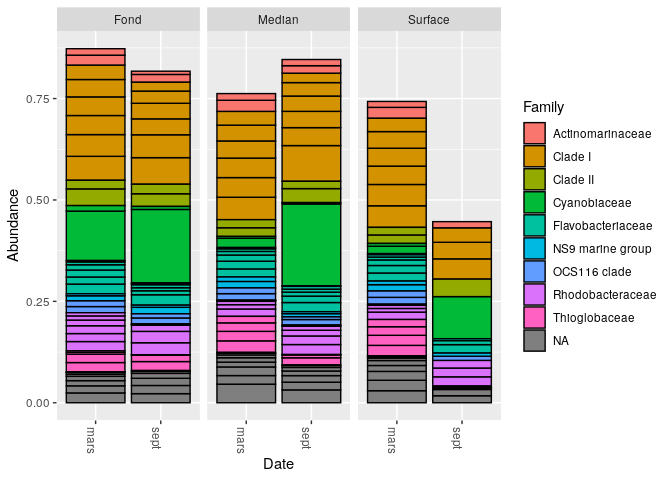 Fond
Median
Surface
0.75
0.50
0.25
0.00
Abundance
mars
sept
mars
sept
mars
sept
Date
Family
Actinomarinaceae
Clade I
Clade II
Cyanobiaceae
Flavobacteriaceae
NS9 marine group
OCS116 clade
Rhodobacteraceae
Thioglobaceae
NA